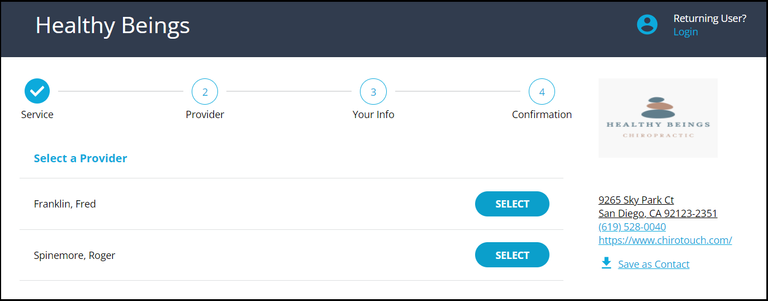 Healthy Beings
Returning User?
Login
2
3
4
Service
Provider
Your Info
Confirmation
Select a Provider
Franklin, Fred
SELECT
Spinemore, Roger
SELECT
HEALTHY BEINGS
CHIROPRACTIC
9265 Sky Park Ct
San Diego, CA 92123-2351
(619) 528-0040
https://www.chirotouch.com/
Save as Contact